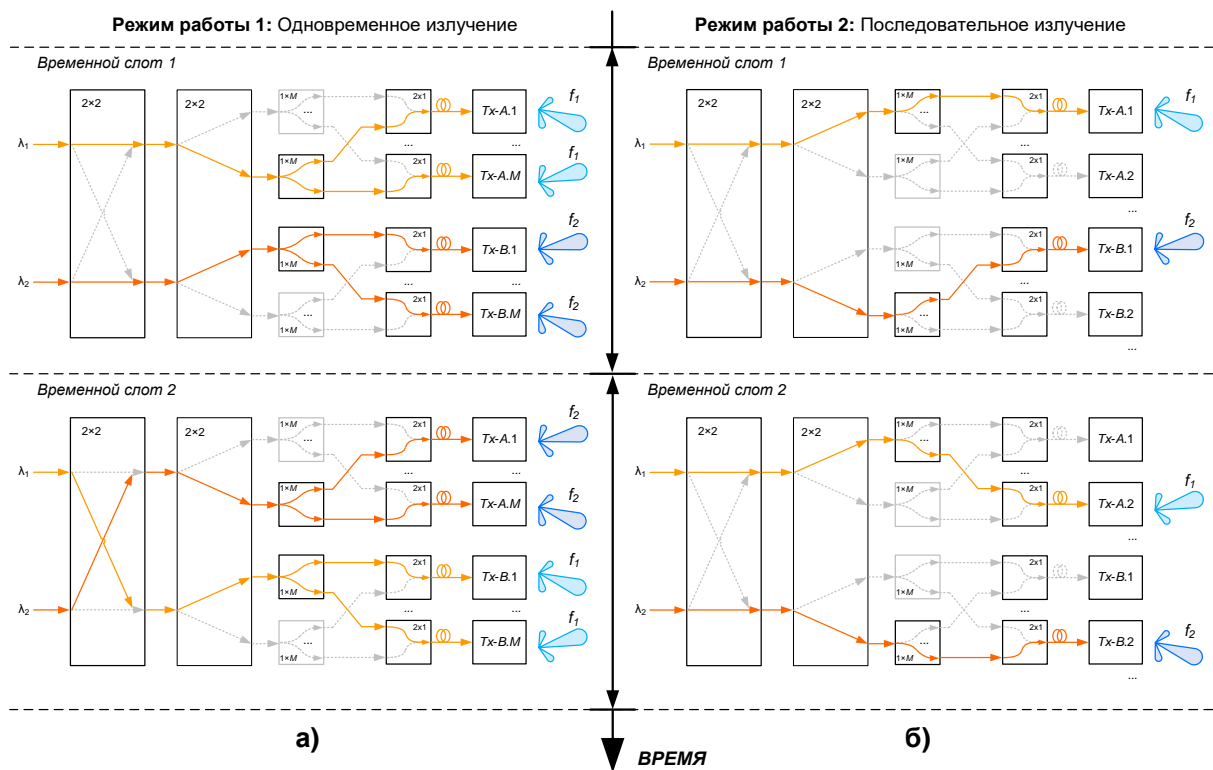 Режим работы 1: Одновременное излучение
Режим работы 2: Последовательное излучение
Временной слот 1
2×2
2×2
1×M
...
2x1
Tx-A.1
f1
λ1
...
...
1×M
2x1
Tx-A.M
f1
2x1
Tx-B.1
f2
1×M
λ2
...
...
...
1×M
2x1
Tx-B.M
f2
Временной слот 1
2×2
2×2
1×M
...
2x1
Tx-A.1
f1
λ1
...
...
1×M
2x1
Tx-A.2
...
1×M
...
2x1
Tx-B.1
f2
λ2
...
...
1×M
2x1
Tx-B.2
...
Временной слот 2
2×2
2×2
1×M
...
2x1
Tx-A.1
f2
λ1
...
...
1×M
2x1
Tx-A.M
f2
2x1
Tx-B.1
f1
1×M
λ2
...
...
...
1×M
2x1
Tx-B.M
f1
Временной слот 2
2×2
2×2
1×M
...
2x1
Tx-A.1
λ1
...
...
1×M
2x1
Tx-A.2
f1
...
1×M
...
2x1
Tx-B.1
λ2
...
...
1×M
2x1
Tx-B.2
f2
...
а)
б)
ВРЕМЯ